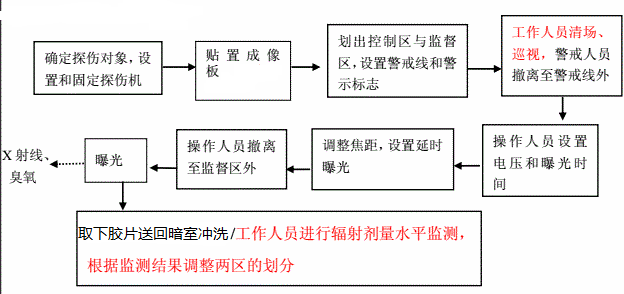 确定探伤对象，设
置和固定探伤机
贴置成像
板
划出控制区与监督
区，设置警戒线和警
示标志
工作人员清场、
巡视，警戒人员
撤离至警戒线外
操作人员设置
电压和曝光时
间
调整焦距，设置延时
曝光
操作人员撤离
至监督区外
曝光
X 射线、
臭氧
取下胶片送回暗室冲洗/工作人员进行辐射剂量水平监测，
根据监测结果调整两区的划分